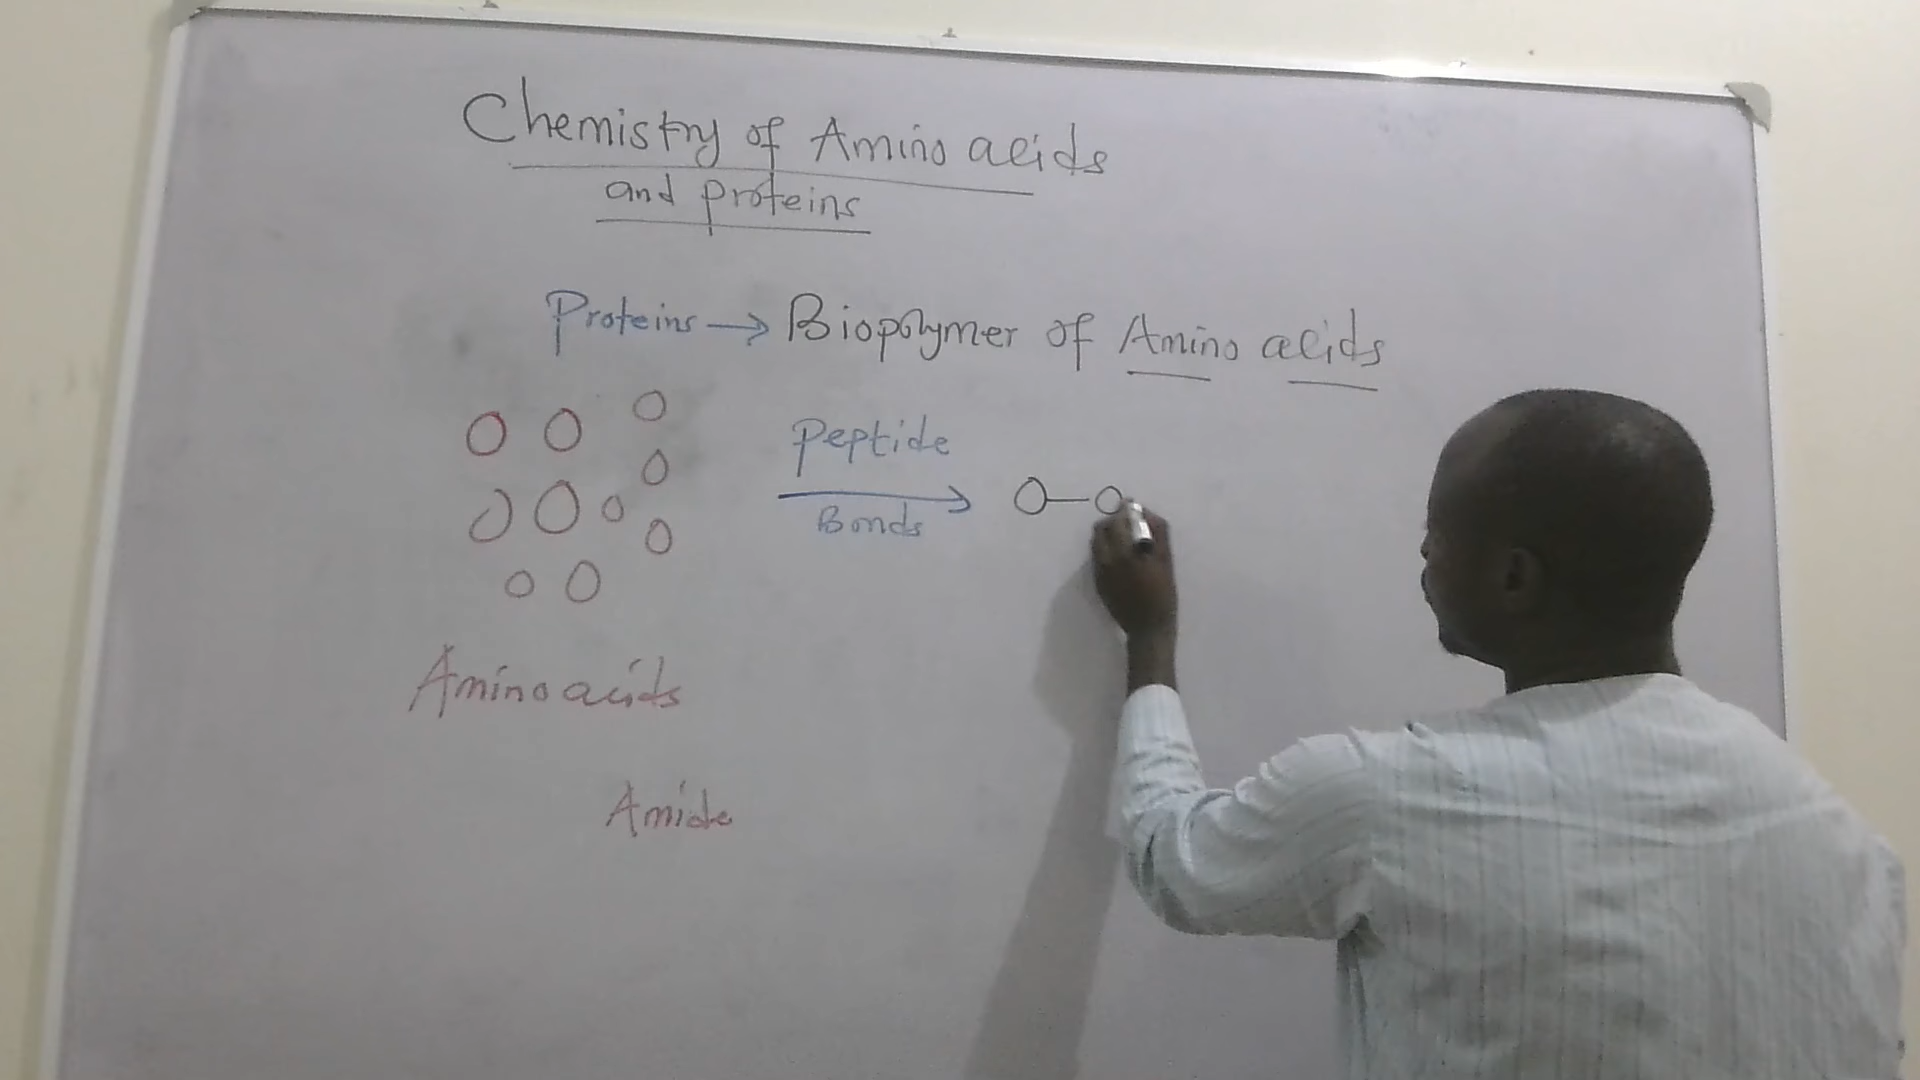 Chemistry of Amino acids
and proteins
Proteins → Biopolymer of Amino acids
Peptide
Bonds
Amino acids
Amide